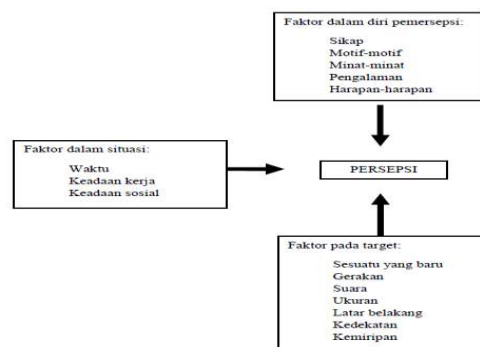 Faktor dalam diri pemersepsi:
Sikap
Motif-motif
Minat-minat
Pengalaman
Harapan-harapan
Faktor dalam situasi:
Waktu
Keadaan kerja
Keadaan sosial
PERSEPSI
Faktor pada target:
Sesuatu yang baru
Gerakan
Suara
Ukuran
Latar belakang
Kedekatan
Kemiripan